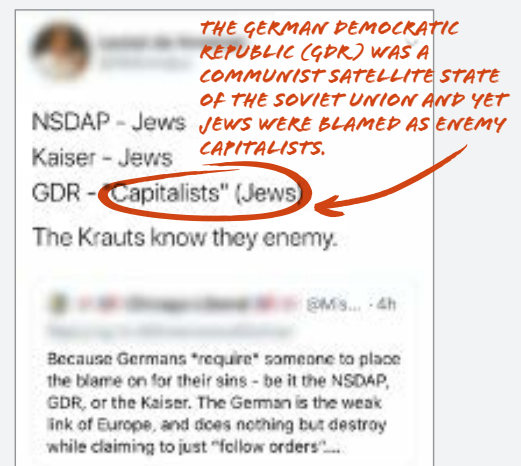 THE GERMAN DEMOCRATIC
REPUBLIC (GDR) WAS A
COMMUNIST SATELLITE STATE
OF THE SOVIET UNION AND YET
JEWS WERE BLAMED AS ENEMY
CAPITALISTS.
NSDAP - Jews
Kaiser - Jews
GDR - "Capitalists" (Jews)
The Krauts know they enemy.
@Mis... · 4h
Because Germans *require* someone to place
the blame on for their sins - be it the NSDAP,
GDR, or the Kaiser. The German is the weak
link of Europe, and does nothing but destroy
while claiming to just "follow orders"....